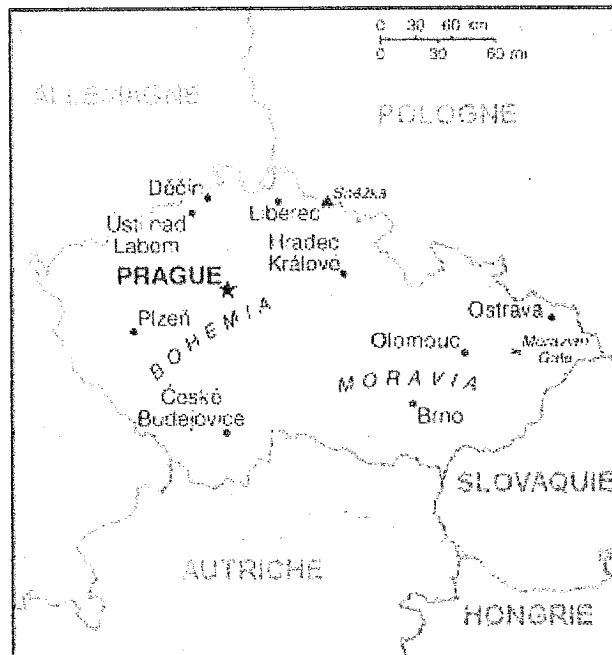 0 30 60 km
0 30 60 mi
ALLEMAGNE
POLOGNE
Děčín
Ústí nad
Labem
Liberec
Sněžka
Hradec
Králové
PRAGUE
Plzeň
BOHEMIA
Ostrava
Olomouc
Moravian
Gate
MORAVIA
České
Budejovice
Brno
SLOVAQUIE
AUTRICHE
HONGRIE